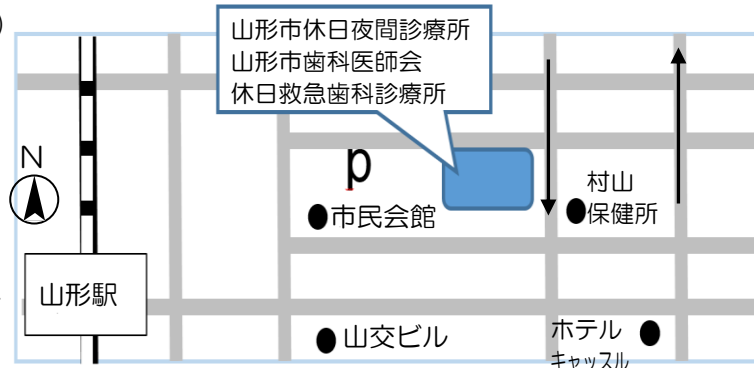 山形市休日夜間診療所
山形市歯科医師会
休日救急歯科診療所
N
p
村山
保健所
市民会館
山形駅
山交ビル
ホテル
キャッスル